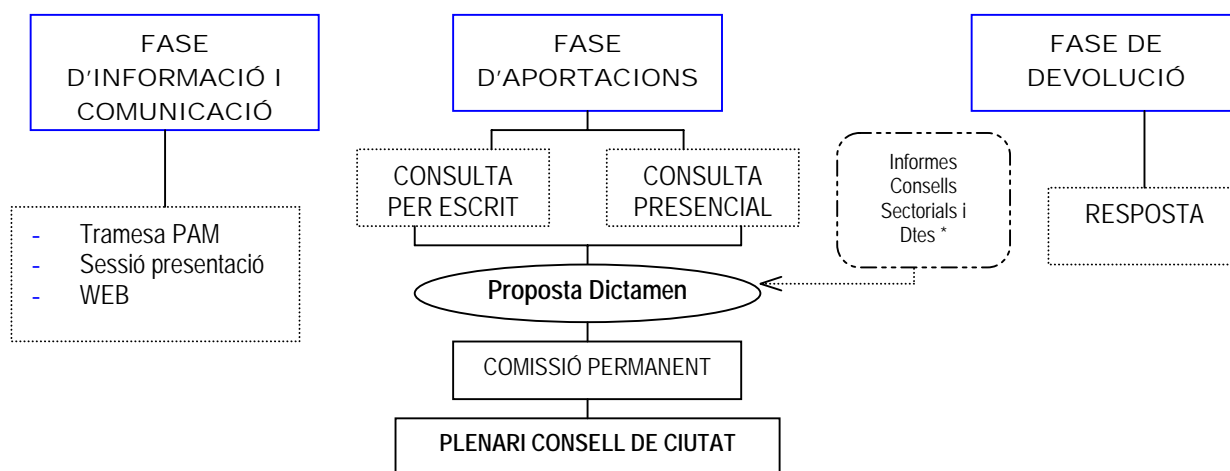 FASE
D'INFORMACIÓ I
COMUNICACIÓ
- Tramesa PAM
- Sessió presentació
- WEB
FASE
D'APORTACIONS
CONSULTA
PER ESCRIT
CONSULTA
PRESENCIAL
Proposta Dictamen
COMISSIÓ PERMANENT
PLENARI CONSELL DE CIUTAT
Informes
Consells
Sectorials i
Dtes *
FASE DE
DEVOLUCIÓ
RESPOSTA